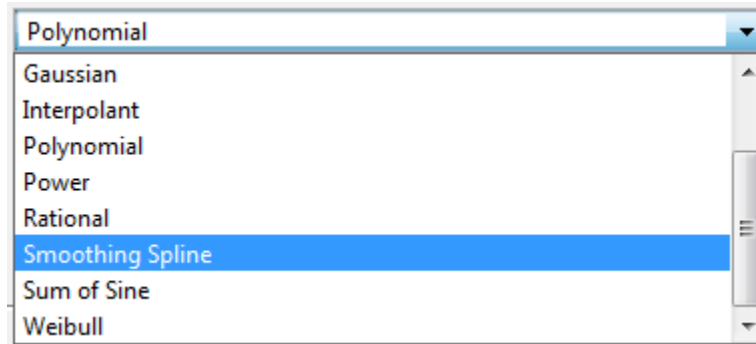 Polynomial
Gaussian
Interpolant
Polynomial
Power
Rational
Smoothing Spline
Sum of Sine
Weibull